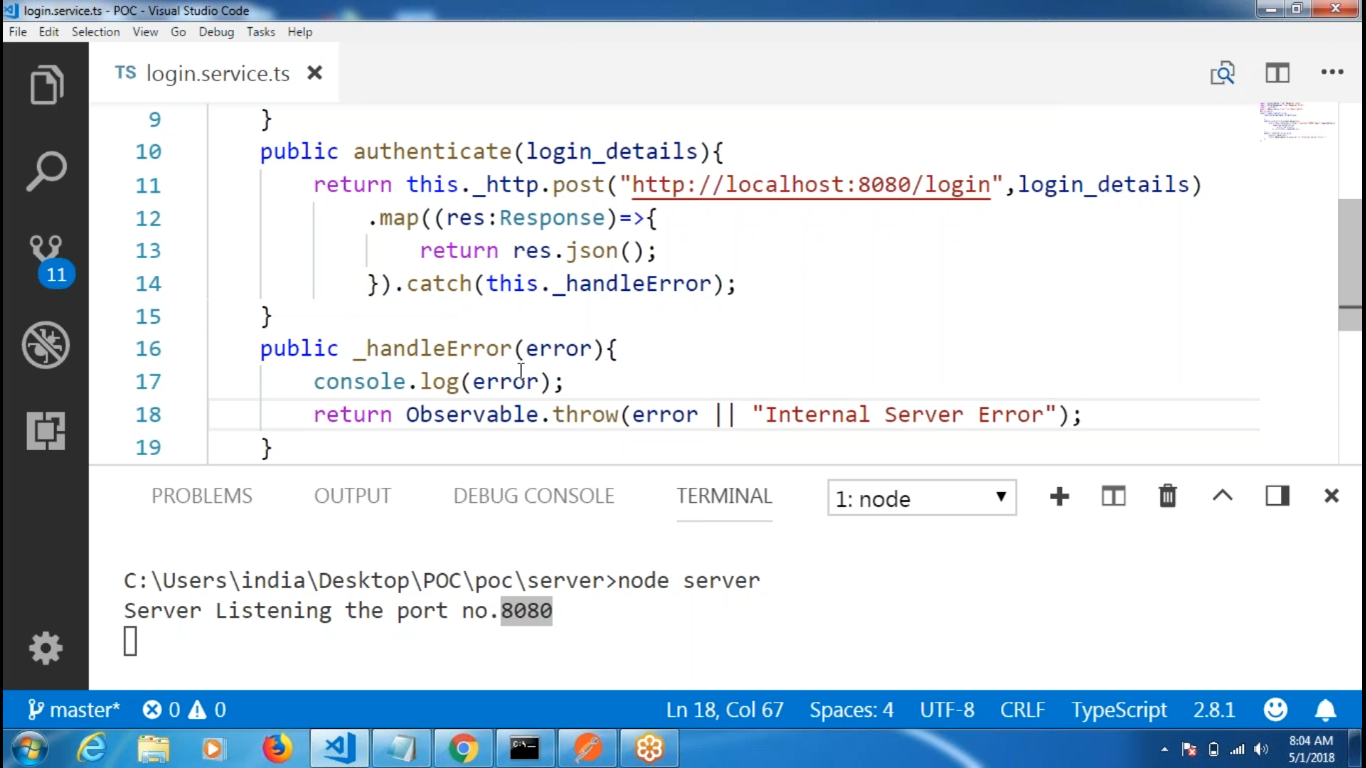 login.service.ts - POC - Visual Studio Code
File Edit Selection View Go Debug Tasks Help
TS login.service.ts
9 }
10 public authenticate(login_details){
11 return this._http.post("http://localhost:8080/login",login_details)
12 .map((res:Response)=>{
13 return res.json();
14 }).catch(this._handleError);
15 }
16 public _handleError(error){
17 console.log(error);
18 return Observable.throw(error || "Internal Server Error");
19 }
11
PROBLEMS OUTPUT DEBUG CONSOLE TERMINAL 1: node
C:\Users\india\Desktop\POC\poc\server>node server
Server Listening the port no.8080
master* 0 0 Ln 18, Col 67 Spaces: 4 UTF-8 CRLF TypeScript 2.8.1
8:04 AM
5/1/2018